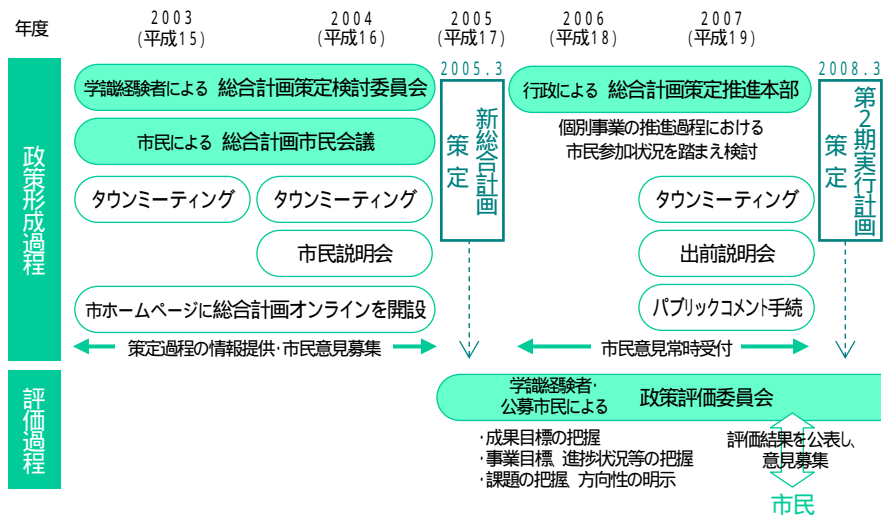 年度
2003
(平成15)
2004
(平成16)
2005
(平成17)
2006
(平成18)
2007
(平成19)
政策形成過程
学識経験者による 総合計画策定検討委員会
市民による 総合計画市民会議
タウンミーティング
タウンミーティング
市民説明会
市ホームページに総合計画オンラインを開設
策定過程の情報提供・市民意見募集
2005.3
新総合計画
策定
行政による 総合計画策定推進本部
個別事業の推進過程における
市民参加状況を踏まえ検討
タウンミーティング
出前説明会
パブリックコメント手続
市民意見常時受付
2008.3
第2期実行計画
策定
評価過程
学識経験者・
公募市民による
政策評価委員会
・成果目標の把握
・事業目標、進捗状況等の把握
・課題の把握、方向性の明示
評価結果を公表し、
意見募集
市民